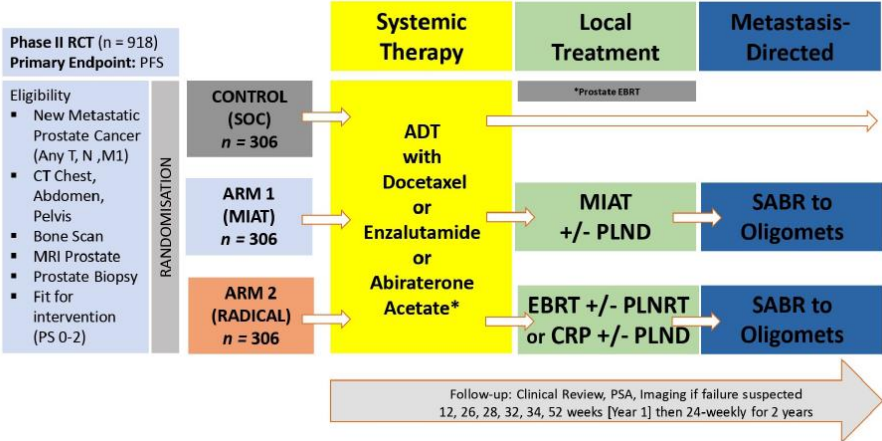 Phase II RCT (n = 918)
Primary Endpoint: PFS
Systemic
Therapy
Local
Treatment
Metastasis-
Directed
Eligibility
▪ New Metastatic
Prostate Cancer
(Any T, N ,M1)
▪ CT Chest,
Abdomen,
Pelvis
▪ Bone Scan
▪ MRI Prostate
▪ Prostate Biopsy
▪ Fit for
intervention
(PS 0-2)
RANDOMISATION
CONTROL
(SOC)
n = 306
ARM 1
(MIAT)
n = 306
ARM 2
(RADICAL)
n = 306
ADT
with
Docetaxel
or
Enzalutamide
or
Abiraterone
Acetate*
*Prostate EBRT
MIAT
+/- PLND
SABR to
Oligomets
EBRT +/- PLNRT
or CRP +/- PLND
SABR to
Oligomets
Follow-up: Clinical Review, PSA, Imaging if failure suspected
12, 26, 28, 32, 34, 52 weeks [Year 1] then 24-weekly for 2 years